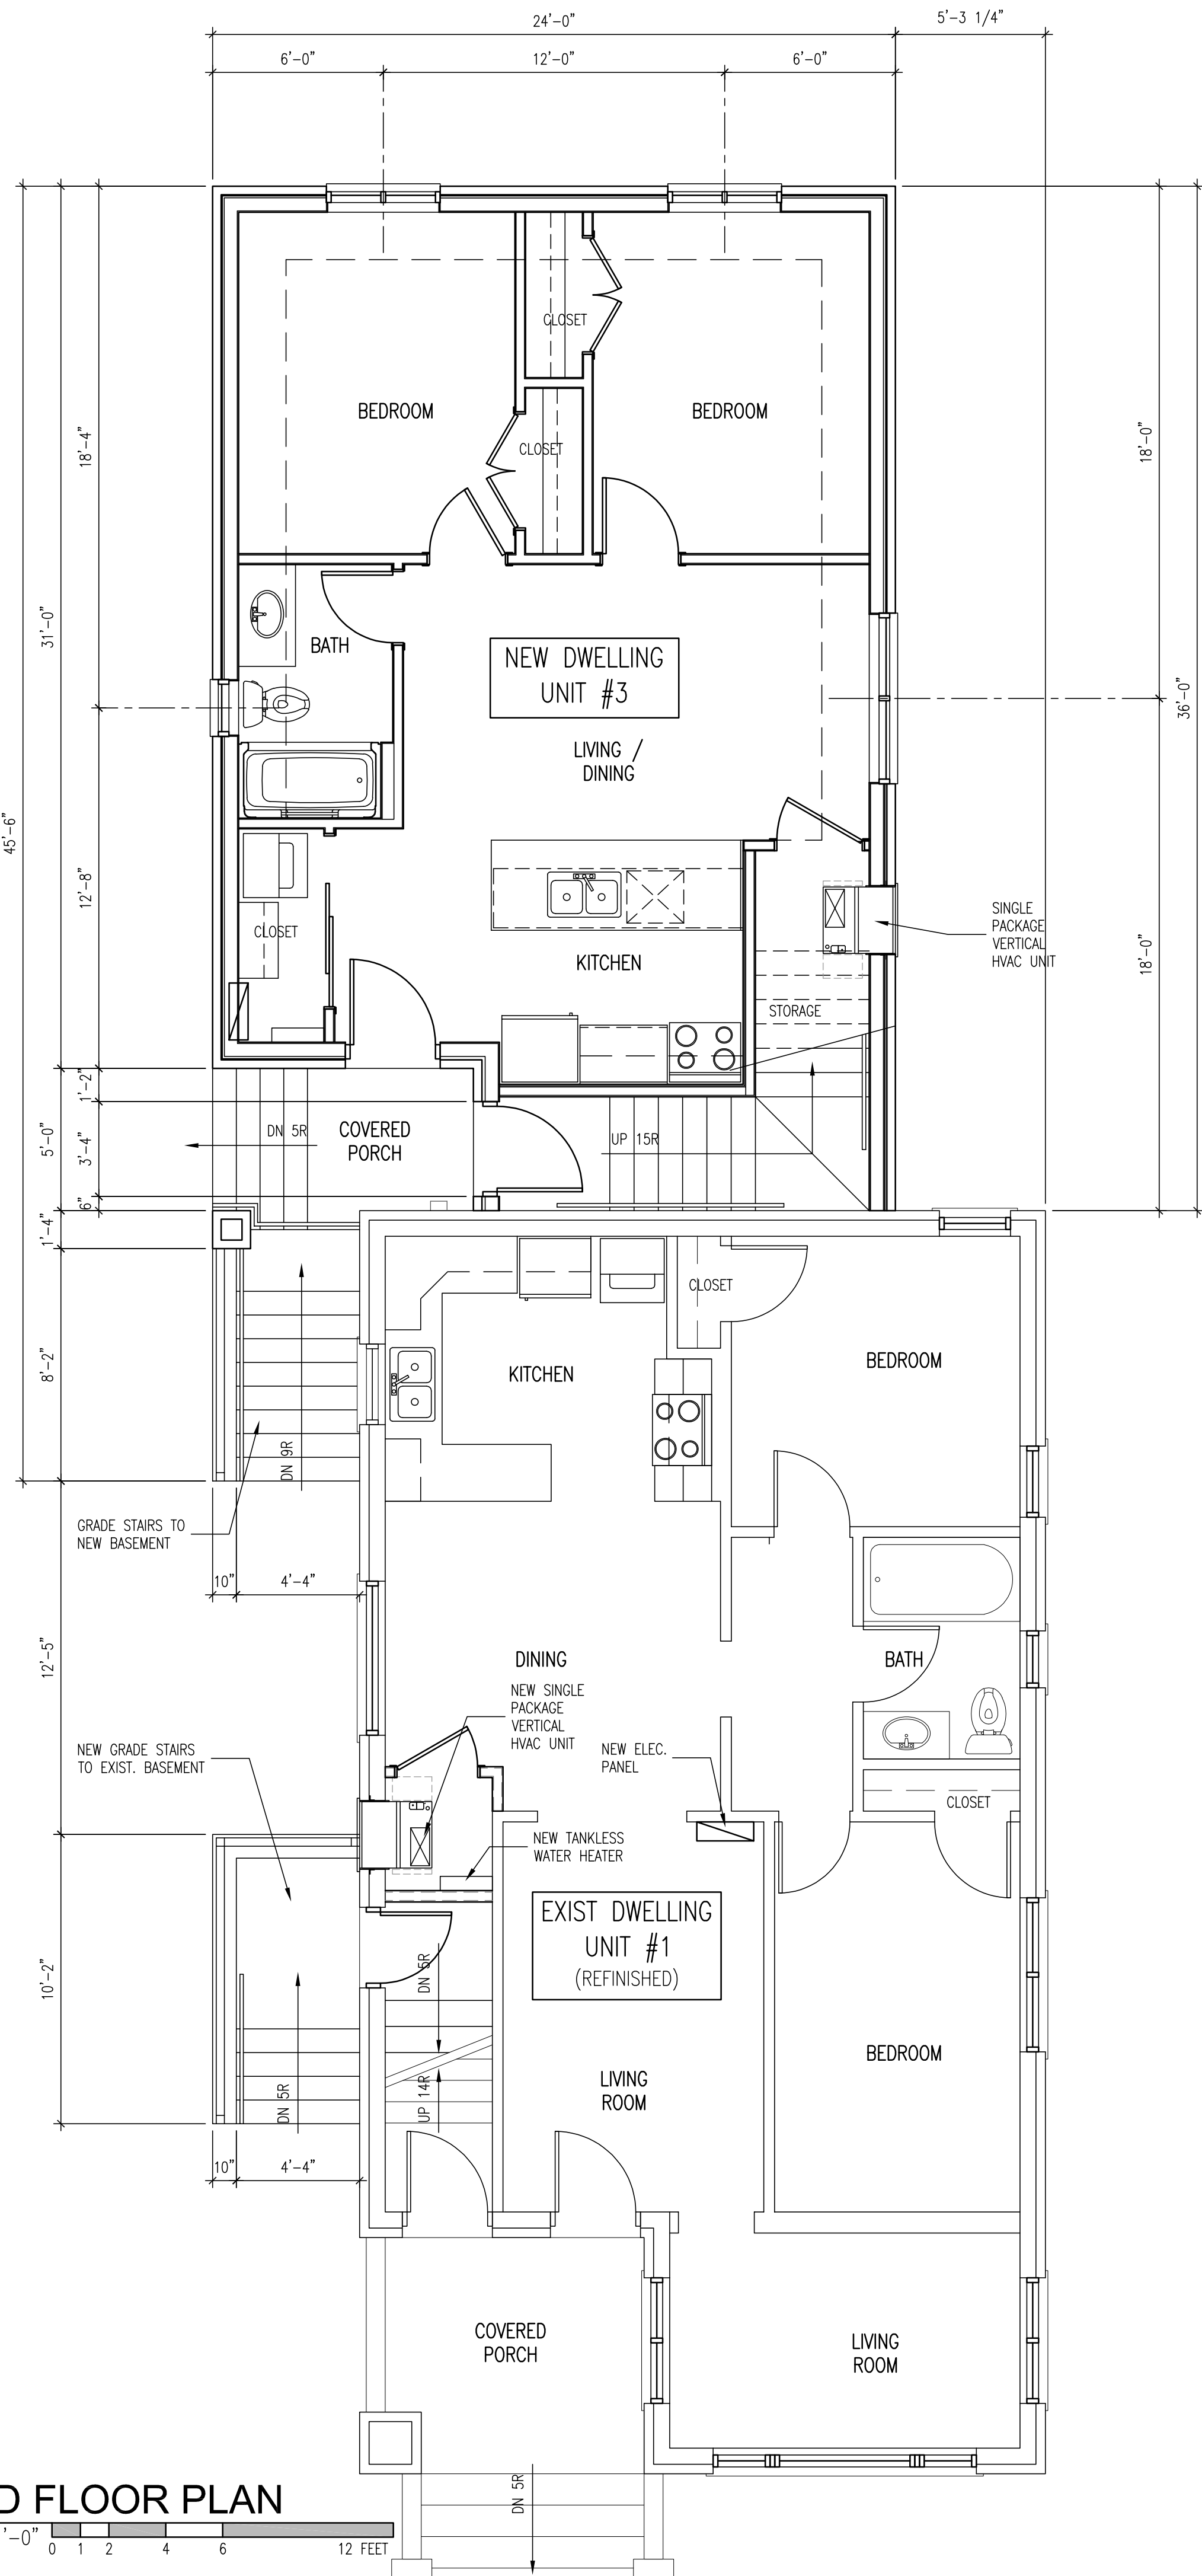 24'-0"
5'-3 1/4"
6'-0"
12'-0"
6'-0"
CLOSET
BEDROOM
BEDROOM
CLOSET
18'-4"
18'-0"
31'-0"
BATH
NEW DWELLING
UNIT #3
LIVING /
DINING
36'-0"
45'-6"
12'-8"
CLOSET
KITCHEN
SINGLE
PACKAGE
VERTICAL
HVAC UNIT
18'-0"
STORAGE
1'-2"
5'-0"
3'-4"
6"
DN 5R
COVERED
PORCH
UP 15R
1'-4"
CLOSET
8'-2"
KITCHEN
BEDROOM
DN 9R
GRADE STAIRS TO
NEW BASEMENT
10"
4'-4"
12'-5"
DINING
BATH
NEW SINGLE
PACKAGE
VERTICAL
HVAC UNIT
NEW GRADE STAIRS
TO EXIST. BASEMENT
NEW ELEC.
PANEL
CLOSET
NEW TANKLESS
WATER HEATER
EXIST DWELLING
UNIT #1
(REFINISHED)
10'-2"
DN 5R
BEDROOM
LIVING
ROOM
UP 14R
DN 5R
10"
4'-4"
COVERED
PORCH
LIVING
ROOM
DN 5R
D FLOOR PLAN
'-0"
0 1 2 4 6 12 FEET